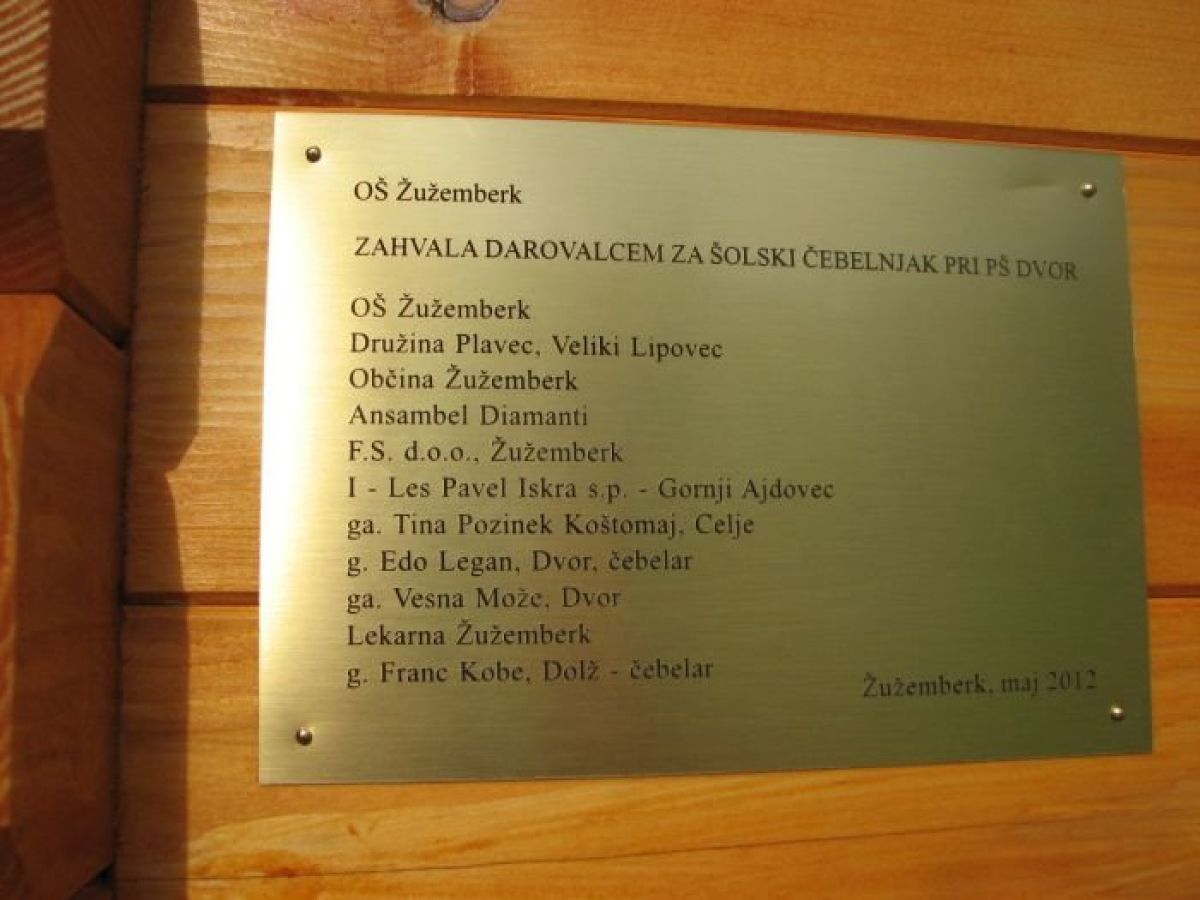 OŠ Žužemberk
ZAHVALA DAROVALCEM ZA ŠOLSKI ČEBELNJAK PRI PŠ DVOR
OŠ Žužemberk
Družina Plavec, Veliki Lipovec
Občina Žužemberk
Ansambel Diamanti
F.S. d.o.o., Žužemberk
I - Les Pavel Iskra s.p. - Gornji Ajdovec
ga. Tina Pozinek Koštomaj, Celje
g. Edo Legan, Dvor, čebelar
ga. Vesna Može, Dvor
Lekarna Žužemberk
g. Franc Kobe, Dolž - čebelar
Žužemberk, maj 2012